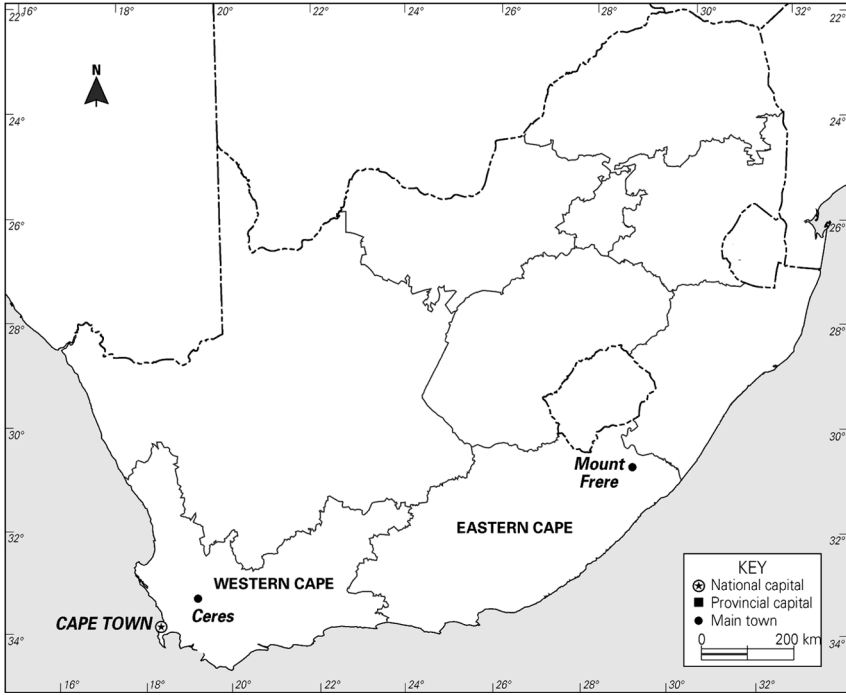 22° 16° 18° 20° 22° 24° 26° 28° 30° 32° 22°
N
24° 24°
26° 26°
28° 28°
30° 30°
Mount
Frere
32° 32°
EASTERN CAPE
WESTERN CAPE
Ceres
CAPE TOWN
34° 34°
KEY
National capital
Provincial capital
Main town
0 200 km
16° 18° 20° 22° 24° 26° 28° 30° 32°